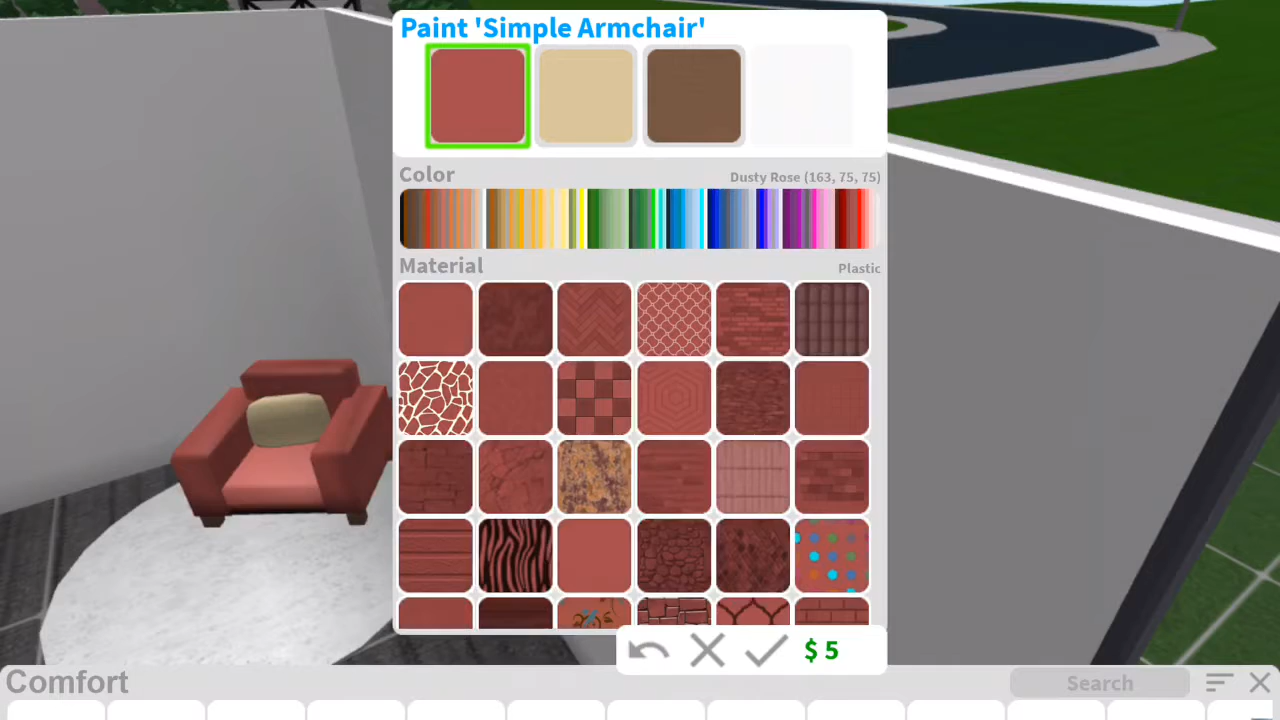 Paint 'Simple Armchair'
Color
Dusty Rose (163, 75, 75)
Material
Plastic
$ 5
Comfort
Search